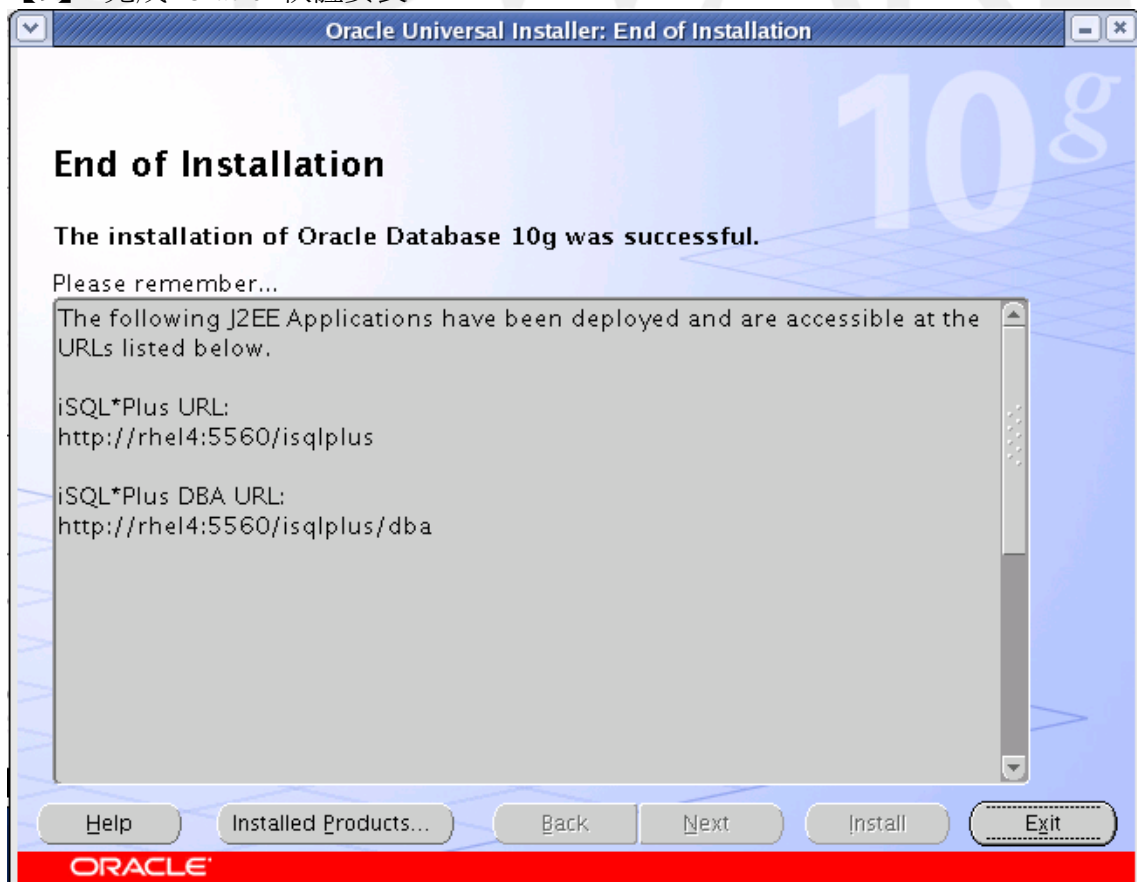 Oracle Universal Installer: End of Installation
10g
End of Installation
The installation of Oracle Database 10g was successful.
Please remember...
The following J2EE Applications have been deployed and are accessible at the
URLs listed below.
iSQL*Plus URL:
http://rhel4:5560/isqlplus
iSQL*Plus DBA URL:
http://rhel4:5560/isqlplus/dba
Help Installed Products... Back Next Install Exit
ORACLE